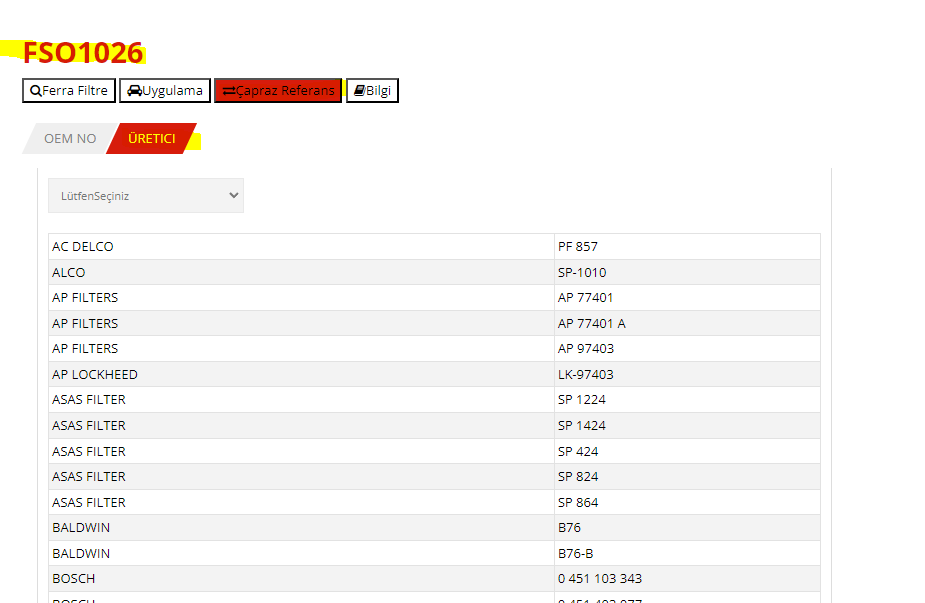 FSO1026
Ferra Filtre Uygulama Çapraz Referans Bilgi
OEM NO ÜRETICI
LütfenSeçiniz
AC DELCO PF 857
ALCO SP-1010
AP FILTERS AP 77401
AP FILTERS AP 77401 A
AP FILTERS AP 97403
AP LOCKHEED LK-97403
ASAS FILTER SP 1224
ASAS FILTER SP 1424
ASAS FILTER SP 424
ASAS FILTER SP 824
ASAS FILTER SP 864
BALDWIN B76
BALDWIN B76-B
BOSCH 0 451 103 343
BOSCH